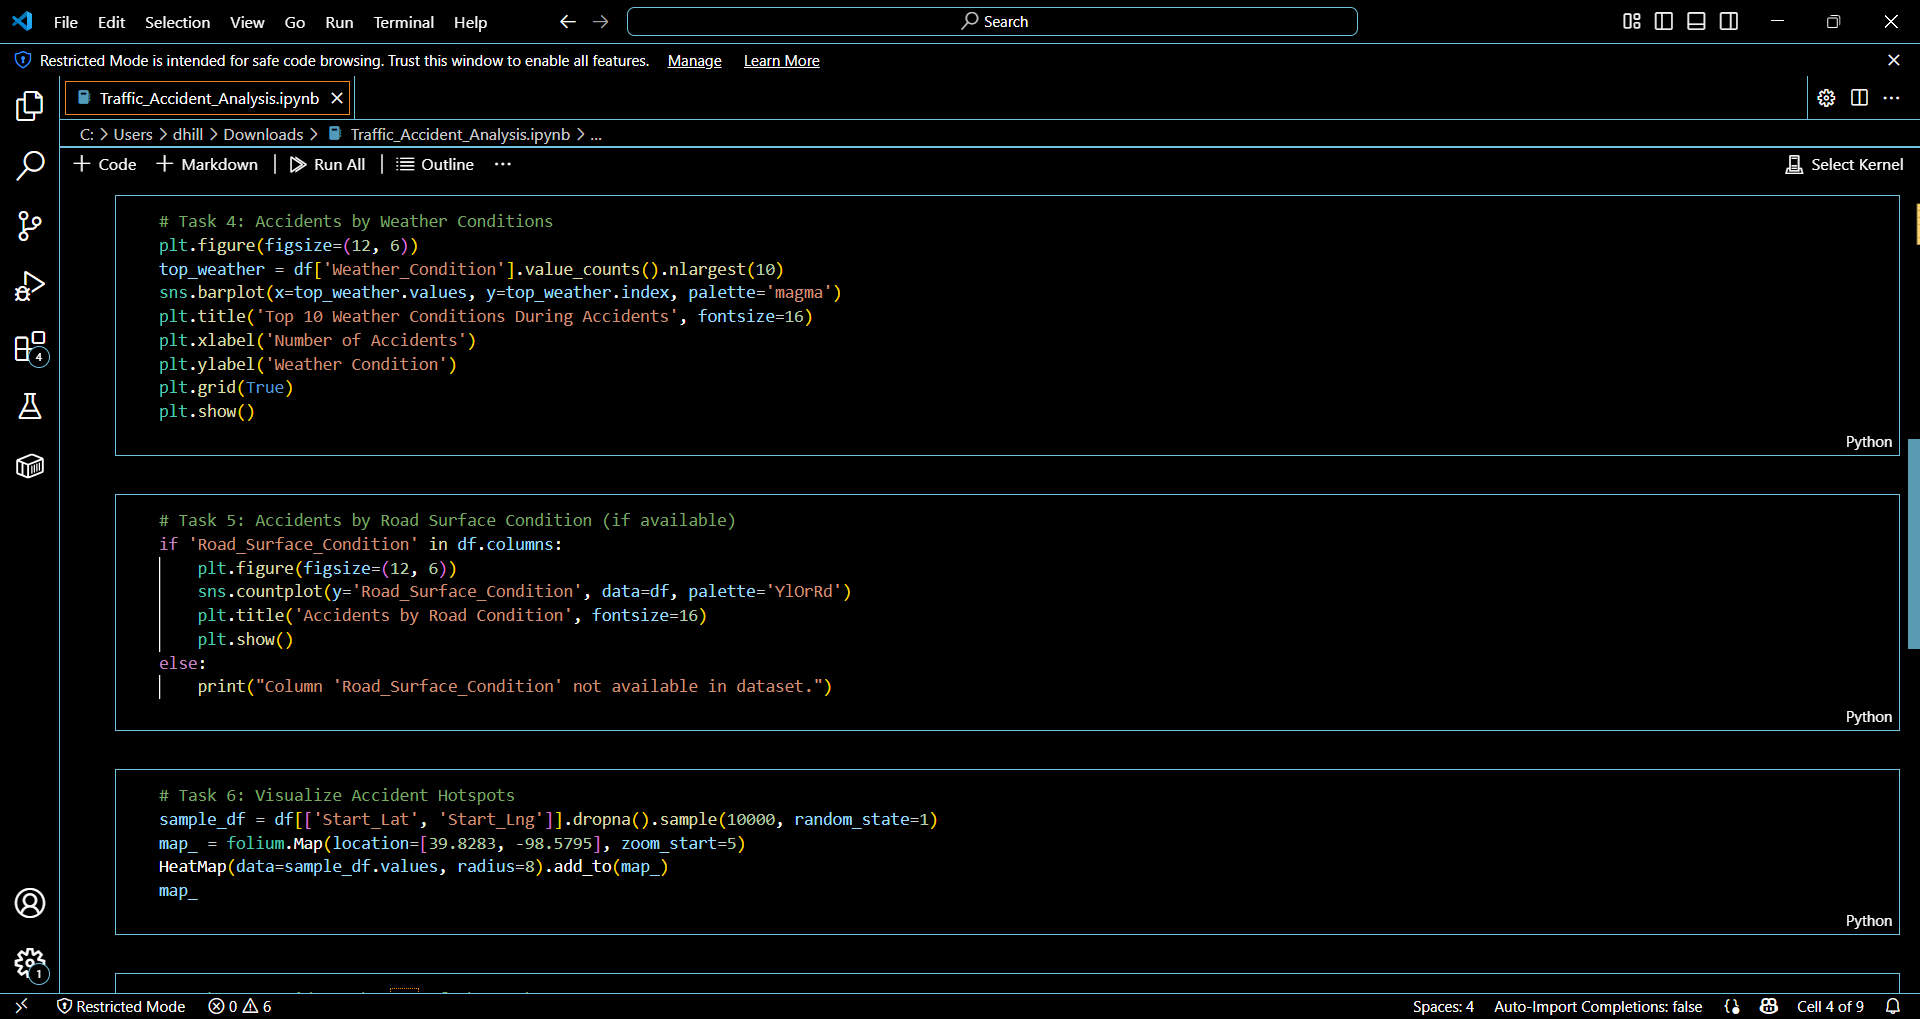 File Edit Selection View Go Run Terminal Help Search
Restricted Mode is intended for safe code browsing. Trust this window to enable all features. Manage Learn More
Traffic_Accident_Analysis.ipynb
C: > Users > dhill > Downloads > Traffic_Accident_Analysis.ipynb > ...
+ Code + Markdown Run All Outline ... Select Kernel
# Task 4: Accidents by Weather Conditions
plt.figure(figsize=(12, 6))
top_weather = df['Weather_Condition'].value_counts().nlargest(10)
sns.barplot(x=top_weather.values, y=top_weather.index, palette='magma')
plt.title('Top 10 Weather Conditions During Accidents', fontsize=16)
plt.xlabel('Number of Accidents')
plt.ylabel('Weather Condition')
plt.grid(True)
plt.show()
Python
# Task 5: Accidents by Road Surface Condition (if available)
if 'Road_Surface_Condition' in df.columns:
    plt.figure(figsize=(12, 6))
    sns.countplot(y='Road_Surface_Condition', data=df, palette='YlOrRd')
    plt.title('Accidents by Road Condition', fontsize=16)
    plt.show()
else:
    print("Column 'Road_Surface_Condition' not available in dataset.")
Python
# Task 6: Visualize Accident Hotspots
sample_df = df[['Start_Lat', 'Start_Lng']].dropna().sample(10000, random_state=1)
map_ = folium.Map(location=[39.8283, -98.5795], zoom_start=5)
HeatMap(data=sample_df.values, radius=8).add_to(map_)
map_
Python
4
1
Restricted Mode 0 6 Spaces: 4 Auto-Import Completions: false Cell 4 of 9